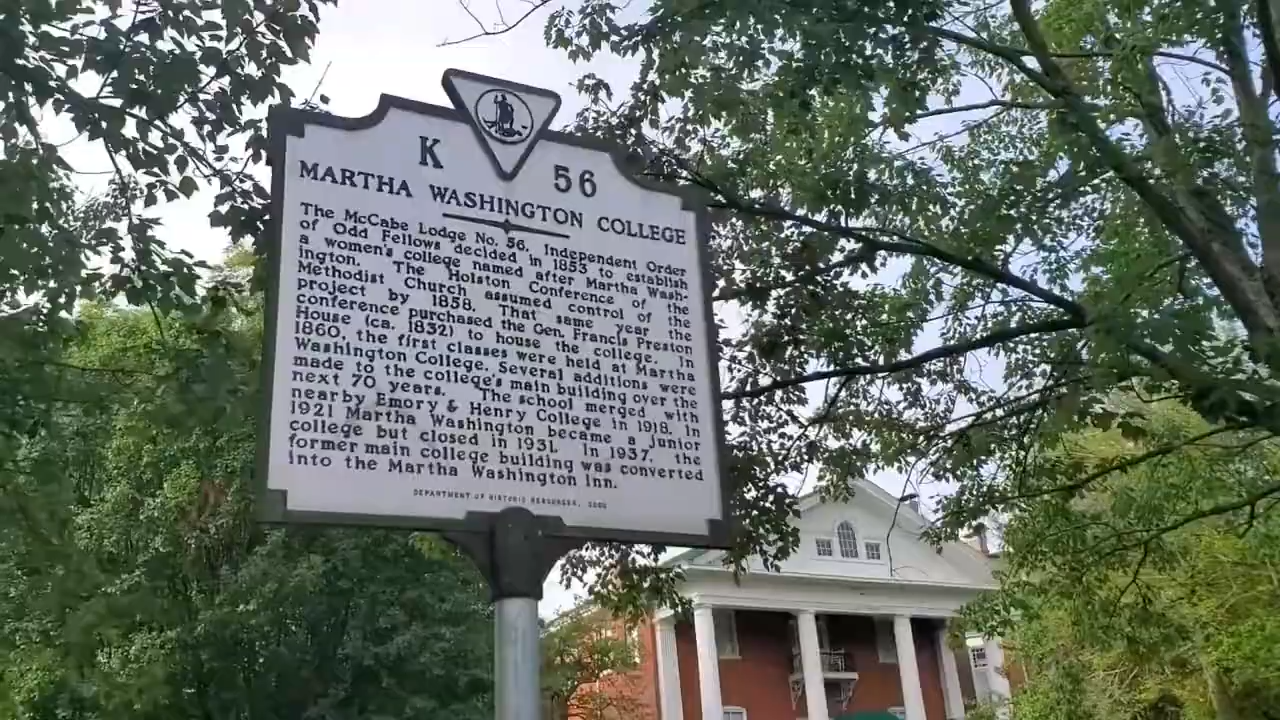 K 56
MARTHA WASHINGTON COLLEGE
The McCabe Lodge No. 56, Independent Order
of Odd Fellows decided in 1853 to establish
a women's college named after Martha Wash-
ington. The Holston Conference of the
Methodist Church assumed control of the
project by 1858. That same year the
conference purchased the Gen. Francis Preston
House (ca. 1832) to house the college. In
1860, the first classes were held at Martha
Washington College. Several additions were
made to the college's main building over the
next 70 years. The school merged with
nearby Emory & Henry College in 1918. In
1921 Martha Washington became a junior
college but closed in 1931. In 1937, the
former main college building was converted
into the Martha Washington Inn.
DEPARTMENT OF HISTORIC RESOURCES,